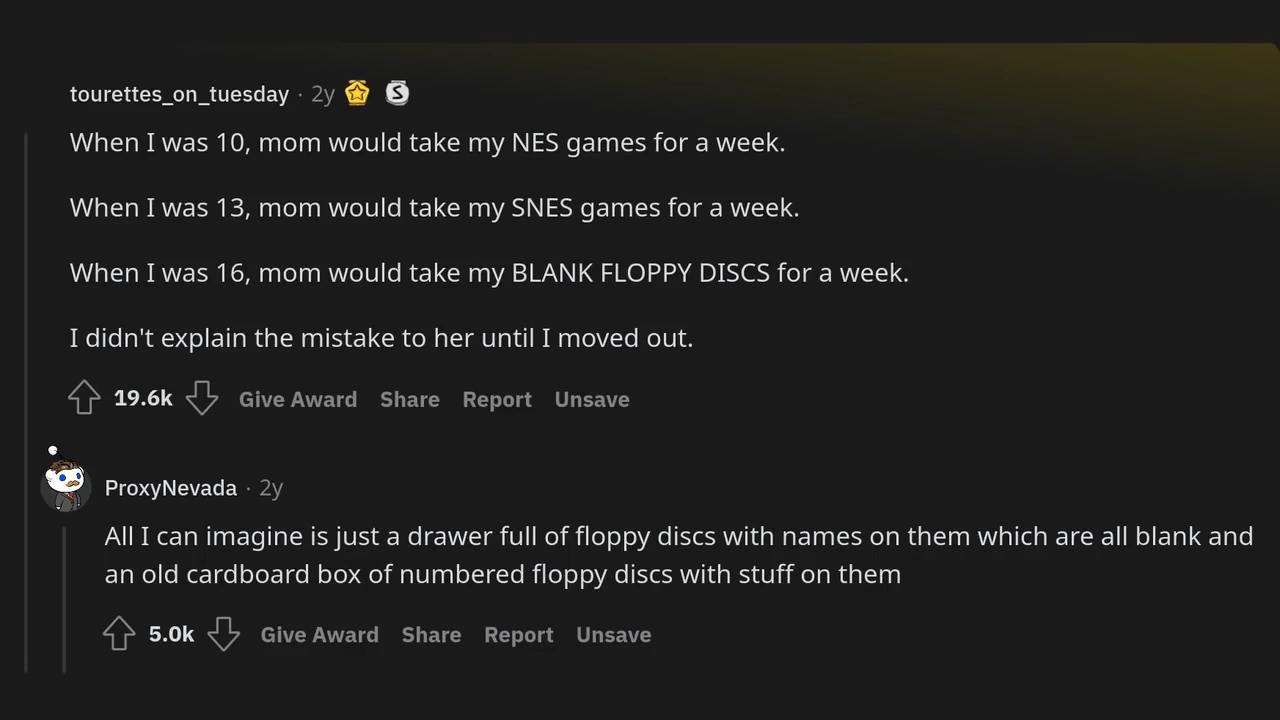 tourettes_on_tuesday · 2y
When I was 10, mom would take my NES games for a week.
When I was 13, mom would take my SNES games for a week.
When I was 16, mom would take my BLANK FLOPPY DISCS for a week.
I didn't explain the mistake to her until I moved out.
19.6k Give Award Share Report Unsave
ProxyNevada · 2y
All I can imagine is just a drawer full of floppy discs with names on them which are all blank and
an old cardboard box of numbered floppy discs with stuff on them
5.0k Give Award Share Report Unsave